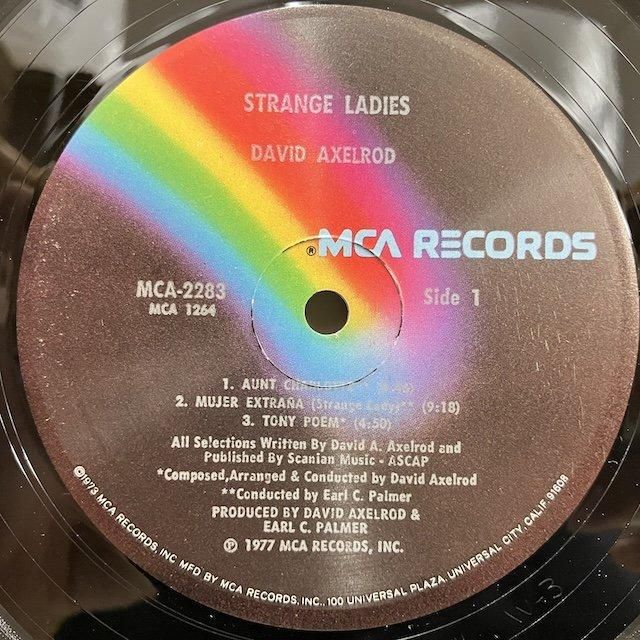 STRANGE LADIES
DAVID AXELROD
® MCA RECORDS
MCA-2283
MCA 1264
Side 1
1. AUNT
2. MUJER EXTRAÑA (Strange Lady)** (9:18)
3. TONY POEM* (4:50)
All Selections Written By David A. Axelrod and
Published By Scanian Music - ASCAP
*Composed, Arranged & Conducted by David Axelrod
**Conducted by Earl C. Palmer
PRODUCED BY DAVID AXELROD &
EARL C. PALMER
℗ 1977 MCA RECORDS, INC.
©1973 MCA RECORDS, INC MFD BY MCA RECORDS, INC., 100 UNIVERSAL PLAZA, UNIVERSAL CITY, CALIF. 91608